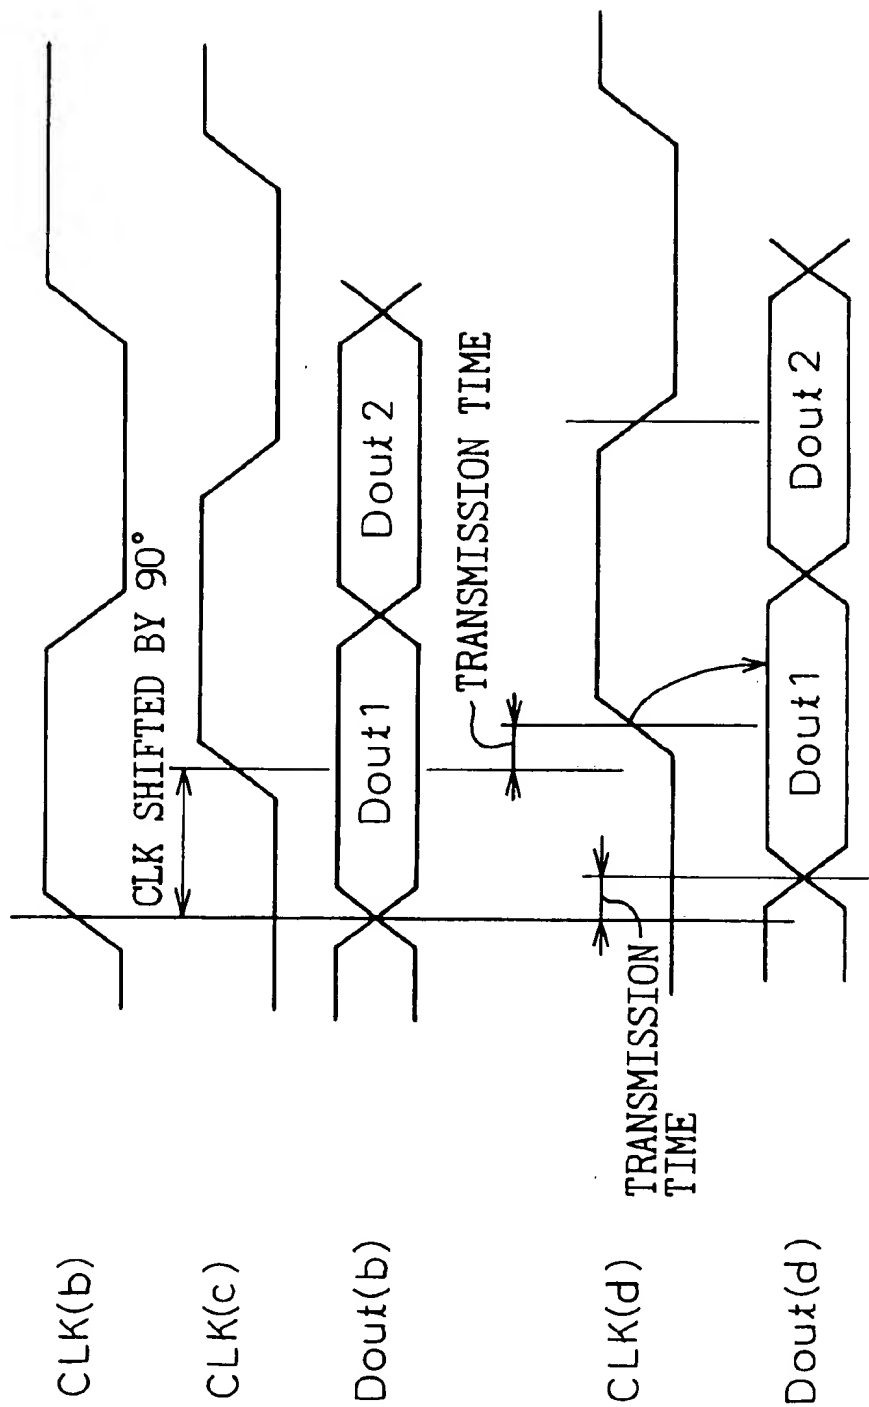 CLK(b)
CLK SHIFTED BY 90°
CLK(c)
Dout(b)
Dout1
Dout2
TRANSMISSION TIME
CLK(d)
TRANSMISSION
TIME
Dout(d)
Dout1
Dout2